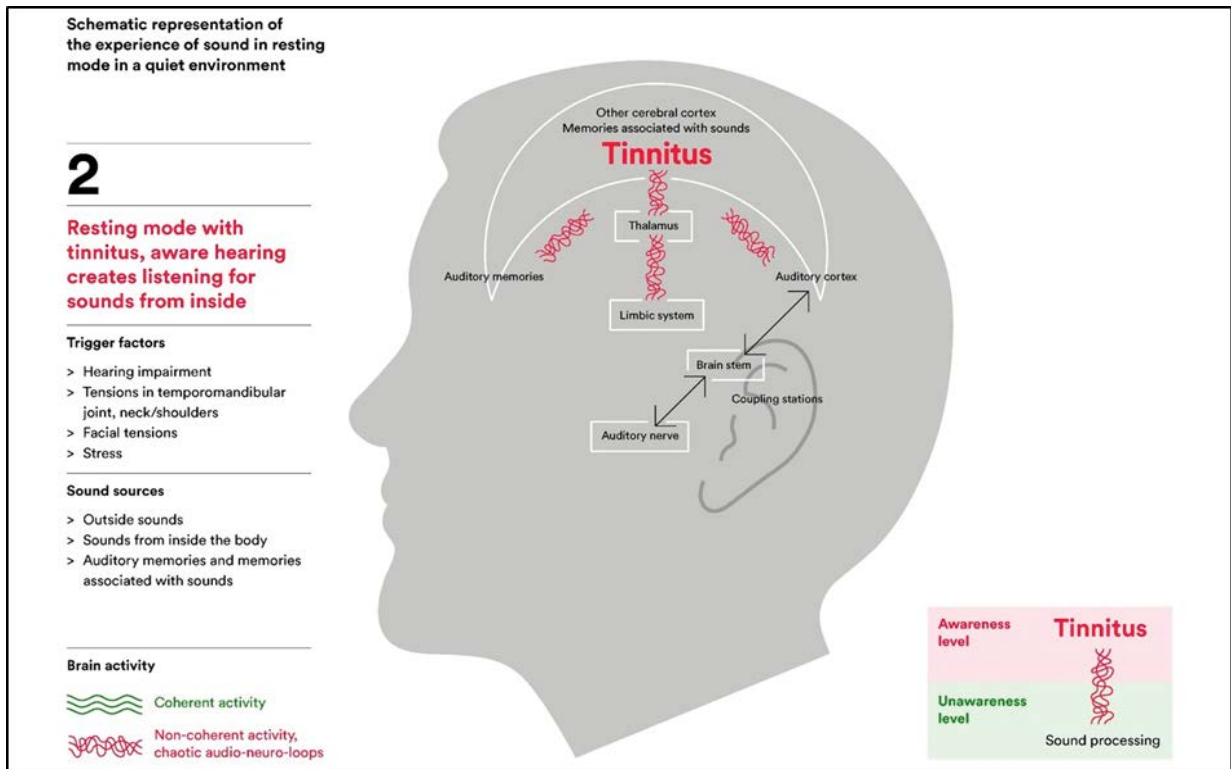 Schematic representation of
the experience of sound in resting
mode in a quiet environment
2
Resting mode with
tinnitus, aware hearing
creates listening for
sounds from inside
Trigger factors
> Hearing impairment
> Tensions in temporomandibular
joint, neck/shoulders
> Facial tensions
> Stress
Sound sources
> Outside sounds
> Sounds from inside the body
> Auditory memories and memories
associated with sounds
Brain activity
Coherent activity
Non-coherent activity,
chaotic audio-neuro-loops
Other cerebral cortex
Memories associated with sounds
Tinnitus
Thalamus
Auditory memories
Auditory cortex
Limbic system
Brain stem
Coupling stations
Auditory nerve
Awareness
level
Tinnitus
Unawareness
level
Sound processing